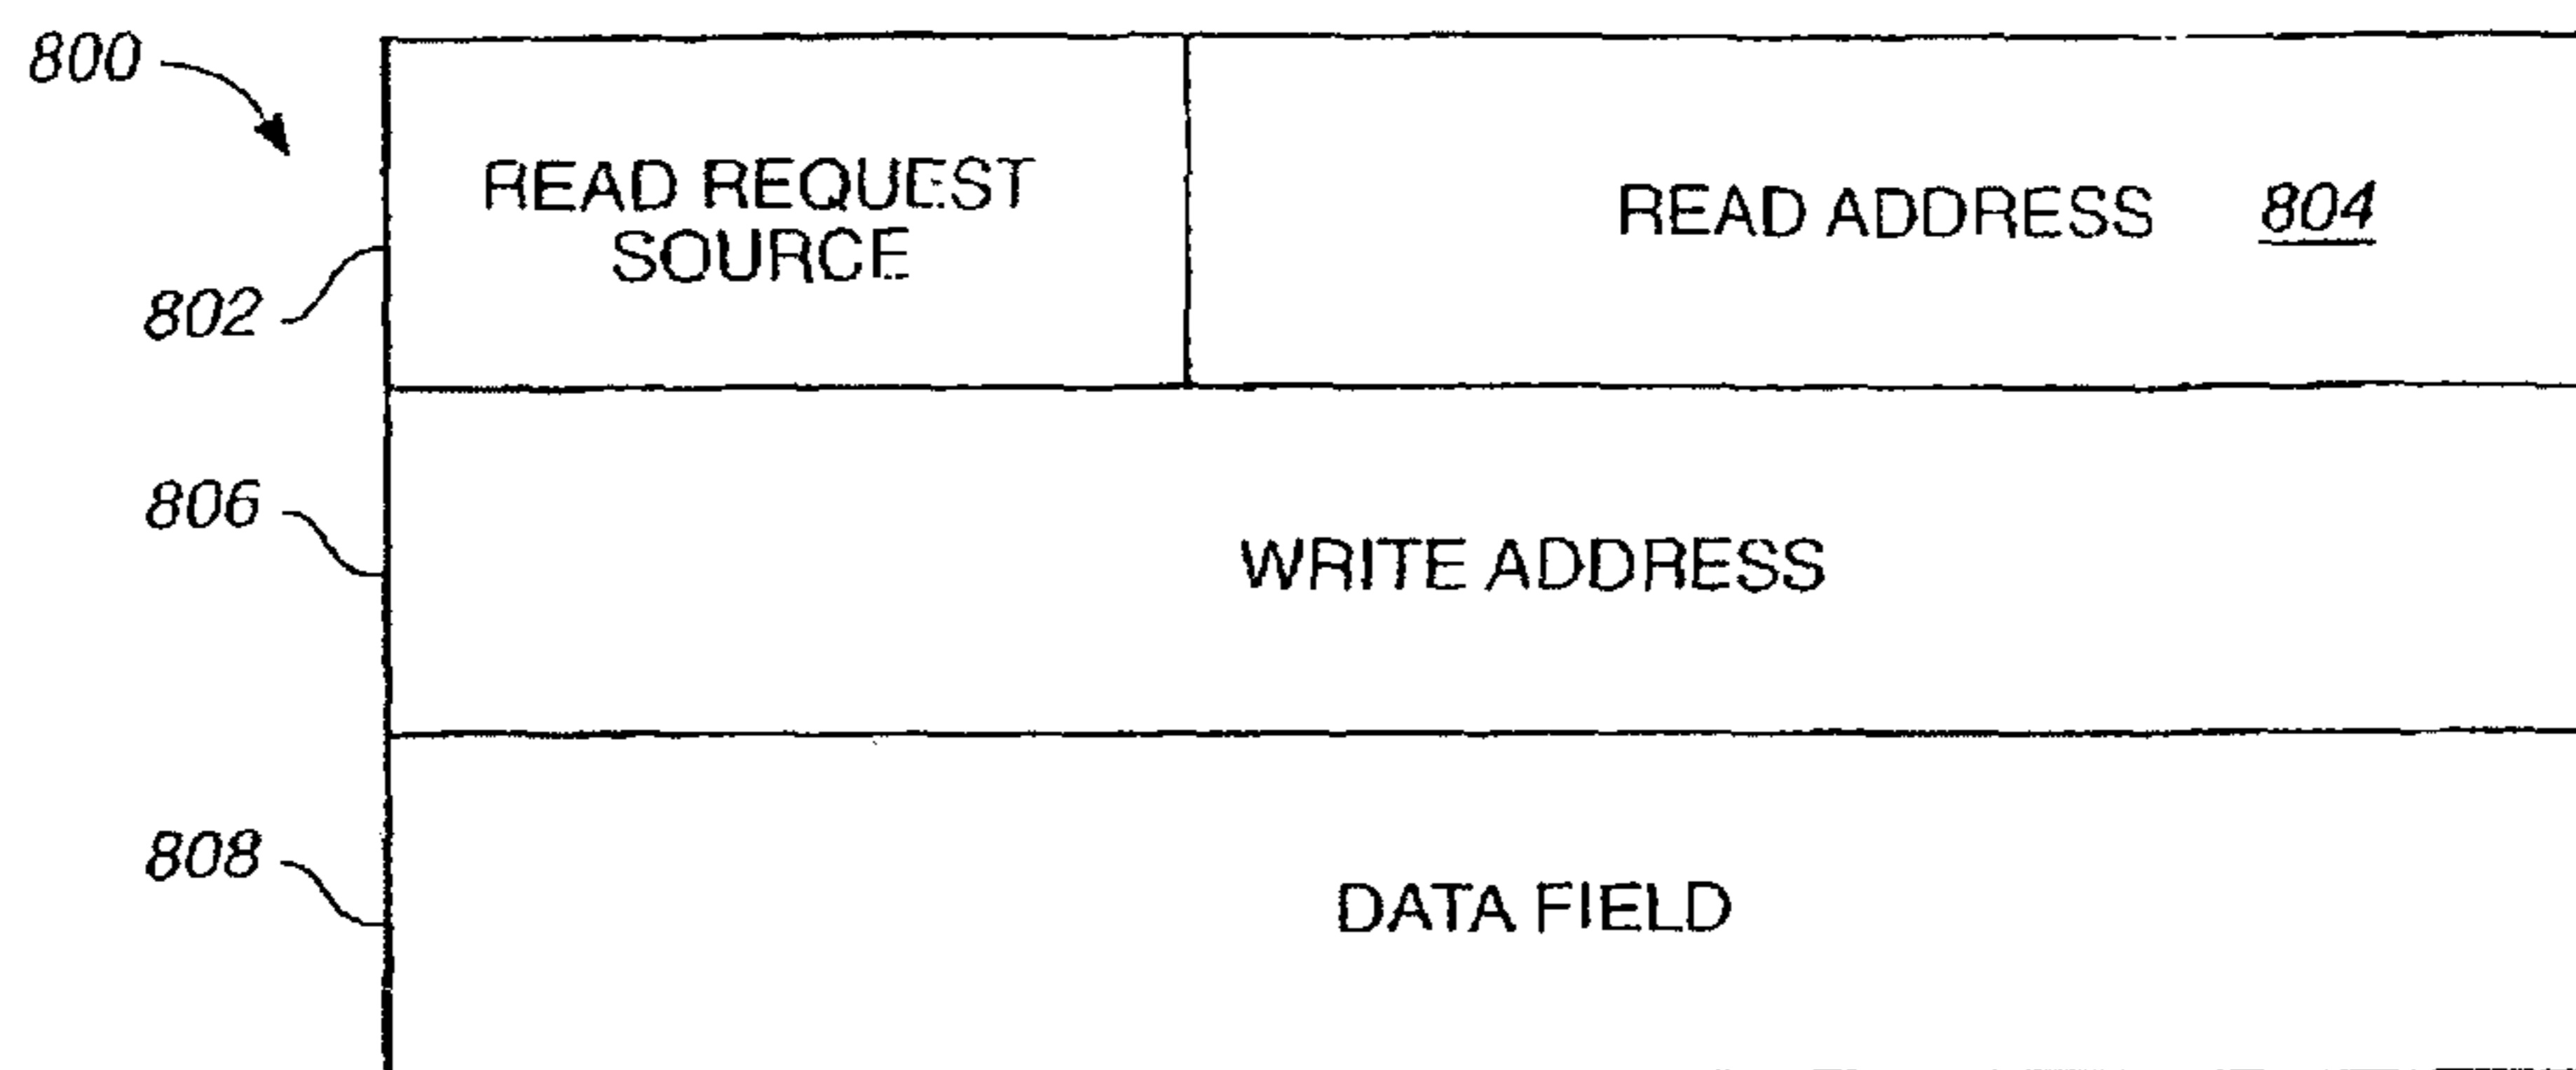 800
READ REQUEST
SOURCE
READ ADDRESS 804
802
806
WRITE ADDRESS
808
DATA FIELD